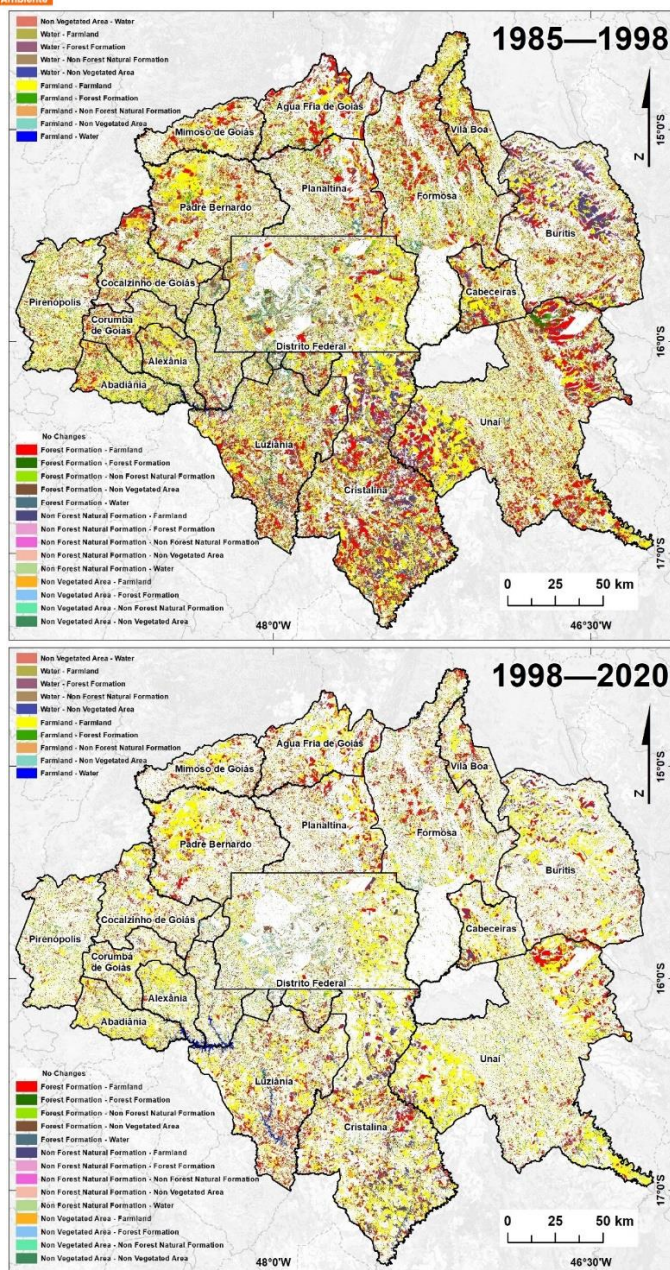 Ambiente
Non Vegetated Area - Water
Water - Farmland
Water - Forest Formation
Water - Non Forest Natural Formation
Water - Non Vegetated Area
Farmland - Farmland
Farmland - Forest Formation
Farmland - Non Forest Natural Formation
Farmland - Non Vegetated Area
Farmland - Water
1985—1998
Água Fria de Goiás
Mimoso de Goiás
Vila Boa
Planaltina
Formosa
Padre Bernardo
Buritis
Cocalzinho de Goiás
Pirenópolis
Cabeceiras
Corumbá
de Goiás
Alexânia
Distrito Federal
Abadiânia
Unaí
Luziânia
Cristalina
No Changes
Forest Formation - Farmland
Forest Formation - Forest Formation
Forest Formation - Non Forest Natural Formation
Forest Formation - Non Vegetated Area
Forest Formation - Water
Non Forest Natural Formation - Farmland
Non Forest Natural Formation - Forest Formation
Non Forest Natural Formation - Non Forest Natural Formation
Non Forest Natural Formation - Non Vegetated Area
Non Forest Natural Formation - Water
Non Vegetated Area - Farmland
Non Vegetated Area - Forest Formation
Non Vegetated Area - Non Forest Natural Formation
Non Vegetated Area - Non Vegetated Area
Z
15°0'S
16°0'S
17°0'S
0 25 50 km
48°0'W 46°30'W
Non Vegetated Area - Water
Water - Farmland
Water - Forest Formation
Water - Non Forest Natural Formation
Water - Non Vegetated Area
Farmland - Farmland
Farmland - Forest Formation
Farmland - Non Forest Natural Formation
Farmland - Non Vegetated Area
Farmland - Water
1998—2020
Água Fria de Goiás
Mimoso de Goiás
Vila Boa
Planaltina
Formosa
Padre Bernardo
Buritis
Cocalzinho de Goiás
Pirenópolis
Cabeceiras
Corumbá
de Goiás
Alexânia
Distrito Federal
Abadiânia
Unaí
Luziânia
Cristalina
No Changes
Forest Formation - Farmland
Forest Formation - Forest Formation
Forest Formation - Non Forest Natural Formation
Forest Formation - Non Vegetated Area
Forest Formation - Water
Non Forest Natural Formation - Farmland
Non Forest Natural Formation - Forest Formation
Non Forest Natural Formation - Non Forest Natural Formation
Non Forest Natural Formation - Non Vegetated Area
Non Forest Natural Formation - Water
Non Vegetated Area - Farmland
Non Vegetated Area - Forest Formation
Non Vegetated Area - Non Forest Natural Formation
Non Vegetated Area - Non Vegetated Area
Z
15°0'S
16°0'S
17°0'S
0 25 50 km
48°0'W 46°30'W